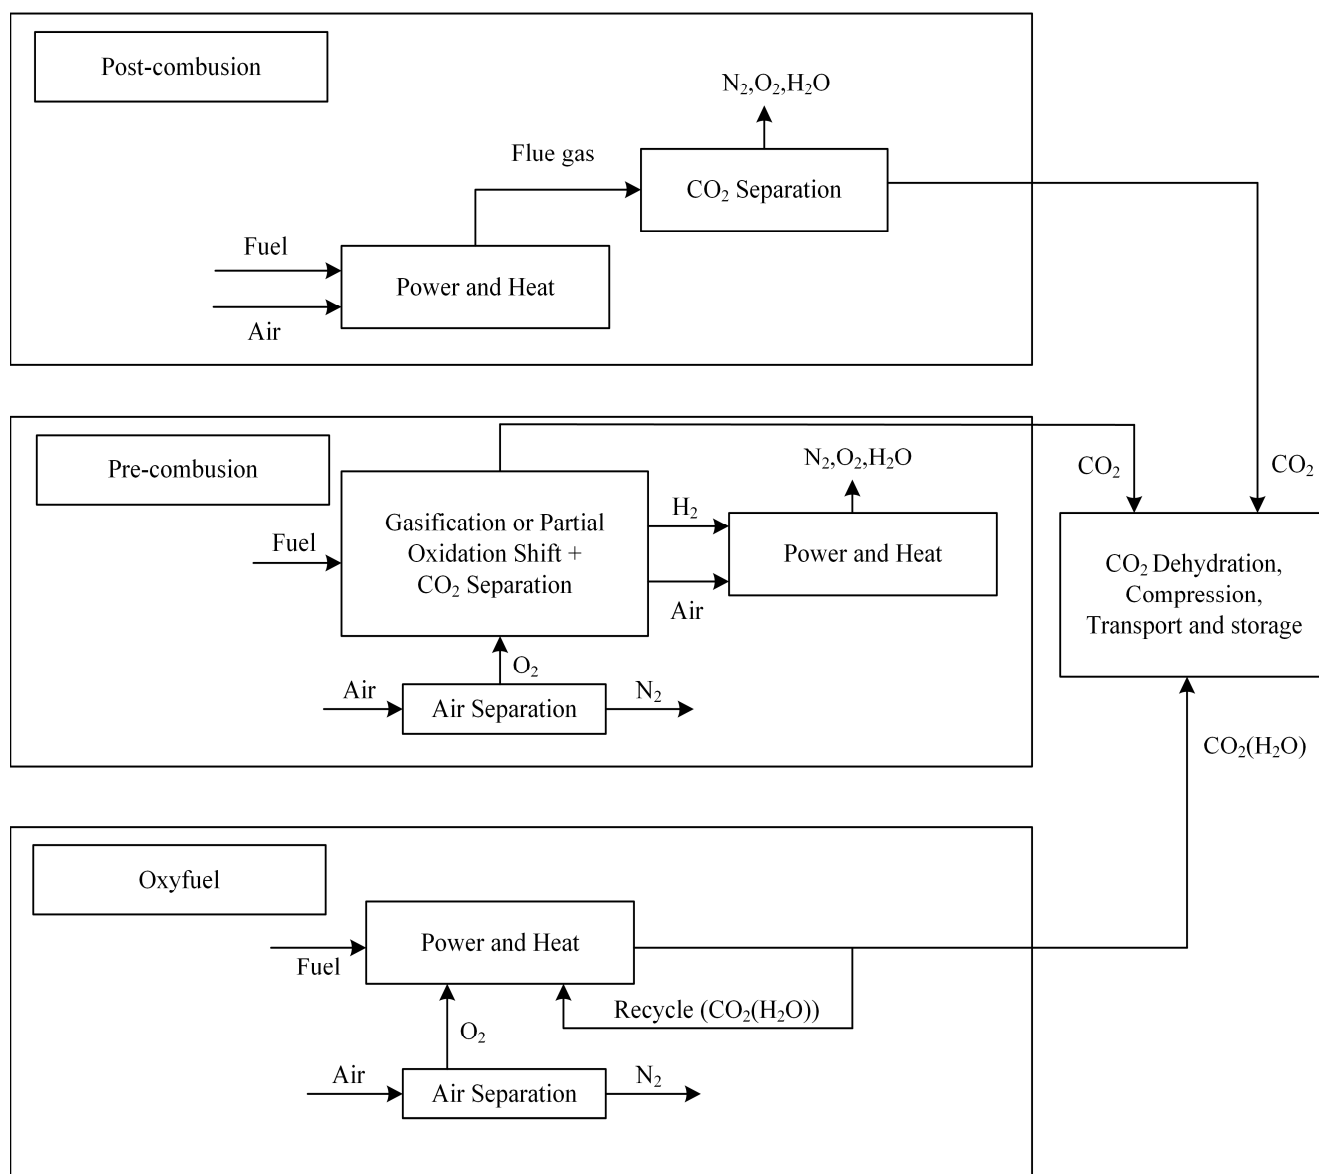 Post-combusion
N₂,O₂,H₂O
Flue gas
CO₂ Separation
Fuel
Power and Heat
Air
Pre-combusion
N₂,O₂,H₂O
CO₂
CO₂
Fuel
Gasification or Partial
Oxidation Shift +
CO₂ Separation
H₂
Air
Power and Heat
CO₂ Dehydration,
Compression,
Transport and storage
O₂
Air
Air Separation
N₂
CO₂(H₂O)
Oxyfuel
Power and Heat
Fuel
Recycle (CO₂(H₂O))
O₂
Air
Air Separation
N₂